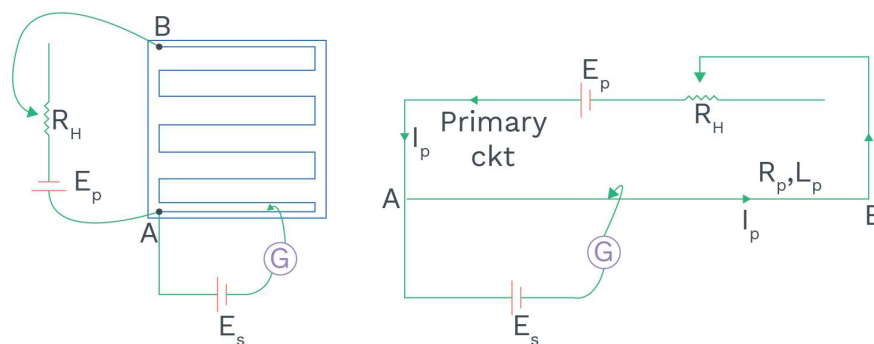 B
R_H
E_p
A
G
E_s
E_p
R_H
Primary
ckt
I_p
A
R_p,L_p
I_p
B
G
E_s